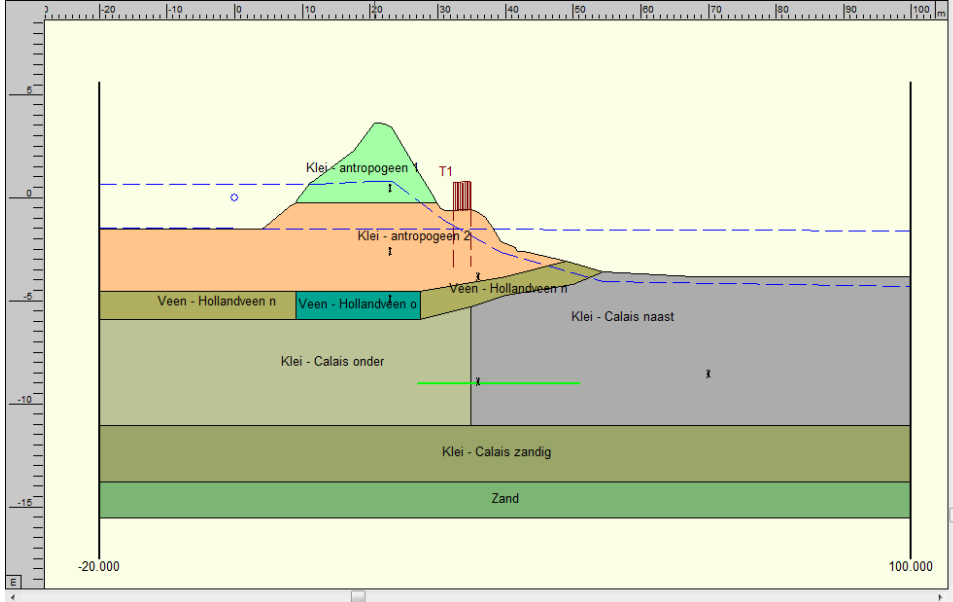 0 -20 -10 0 10 20 30 40 50 60 70 80 90 100 m
5
0
-5
-10
-15
E
Klei - antropogeen 1
T1
Klei - antropogeen 2
Veen - Hollandveen n
Veen - Hollandveen o
Veen - Hollandveen n
Klei - Calais naast
Klei - Calais onder
Klei - Calais zandig
Zand
-20.000
100.000